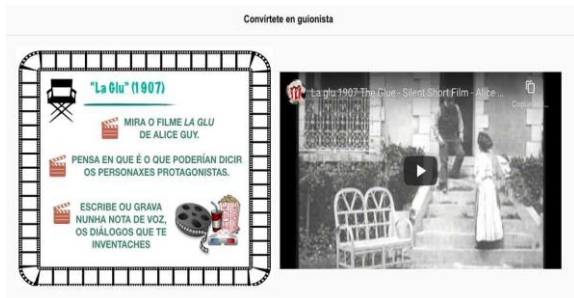 Convírtete en guionista
"La Glu" (1907)
MIRA O FILME LA GLU
DE ALICE GUY.
PENSA EN QUE É O QUE PODERÍAN DICIR
OS PERSONAXES PROTAGONISTAS.
ESCRIBE OU GRAVA
NUNHA NOTA DE VOZ,
OS DIÁLOGOS QUE TE
INVENTACHES
La glu 1907 The Glue - Silent Short Film - Alice ...